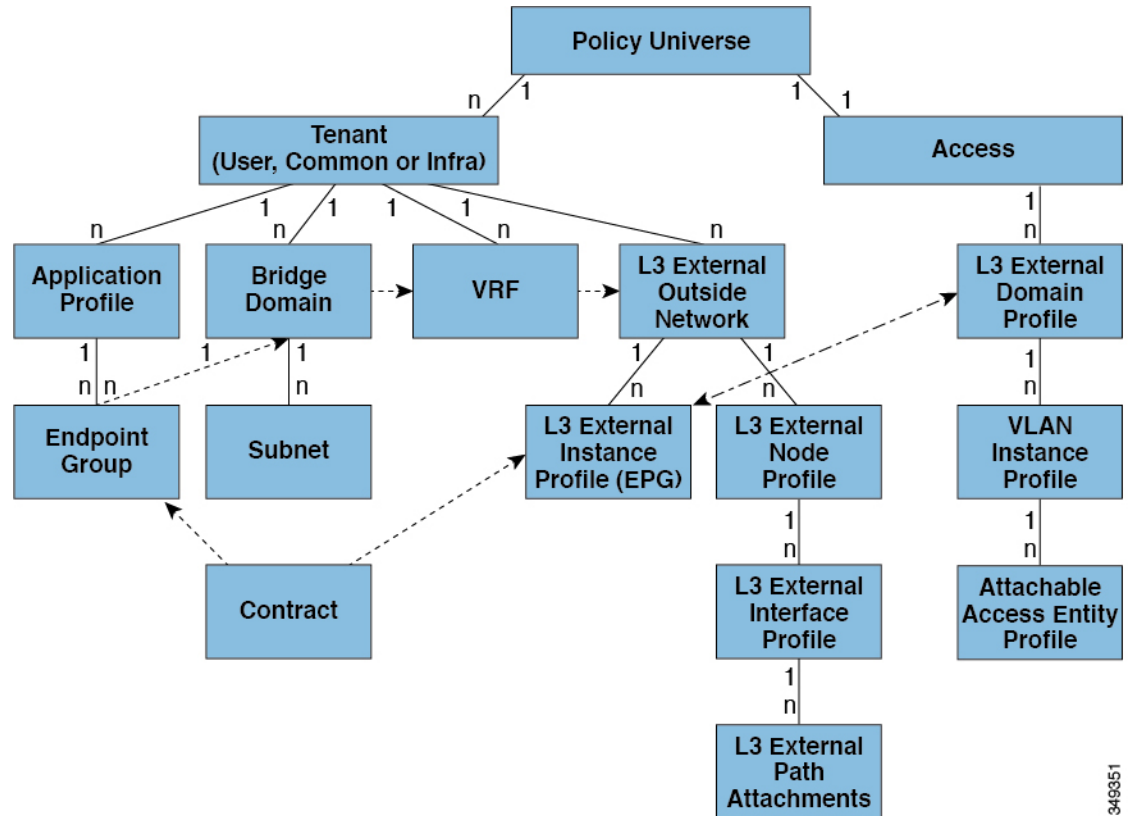 Policy Universe
n
1
1
1
Tenant
(User, Common or Infra)
Access
n
1
n
1
1
n
1
n
1
n
Application
Profile
Bridge
Domain
VRF
L3 External
Outside
Network
L3 External
Domain
Profile
1
n
n
1
1
n
1
n
1
n
1
n
Endpoint
Group
Subnet
L3 External
Instance
Profile (EPG)
L3 External
Node
Profile
VLAN
Instance
Profile
1
n
1
n
Contract
L3 External
Interface
Profile
Attachable
Access Entity
Profile
1
n
L3 External
Path
Attachments
349351